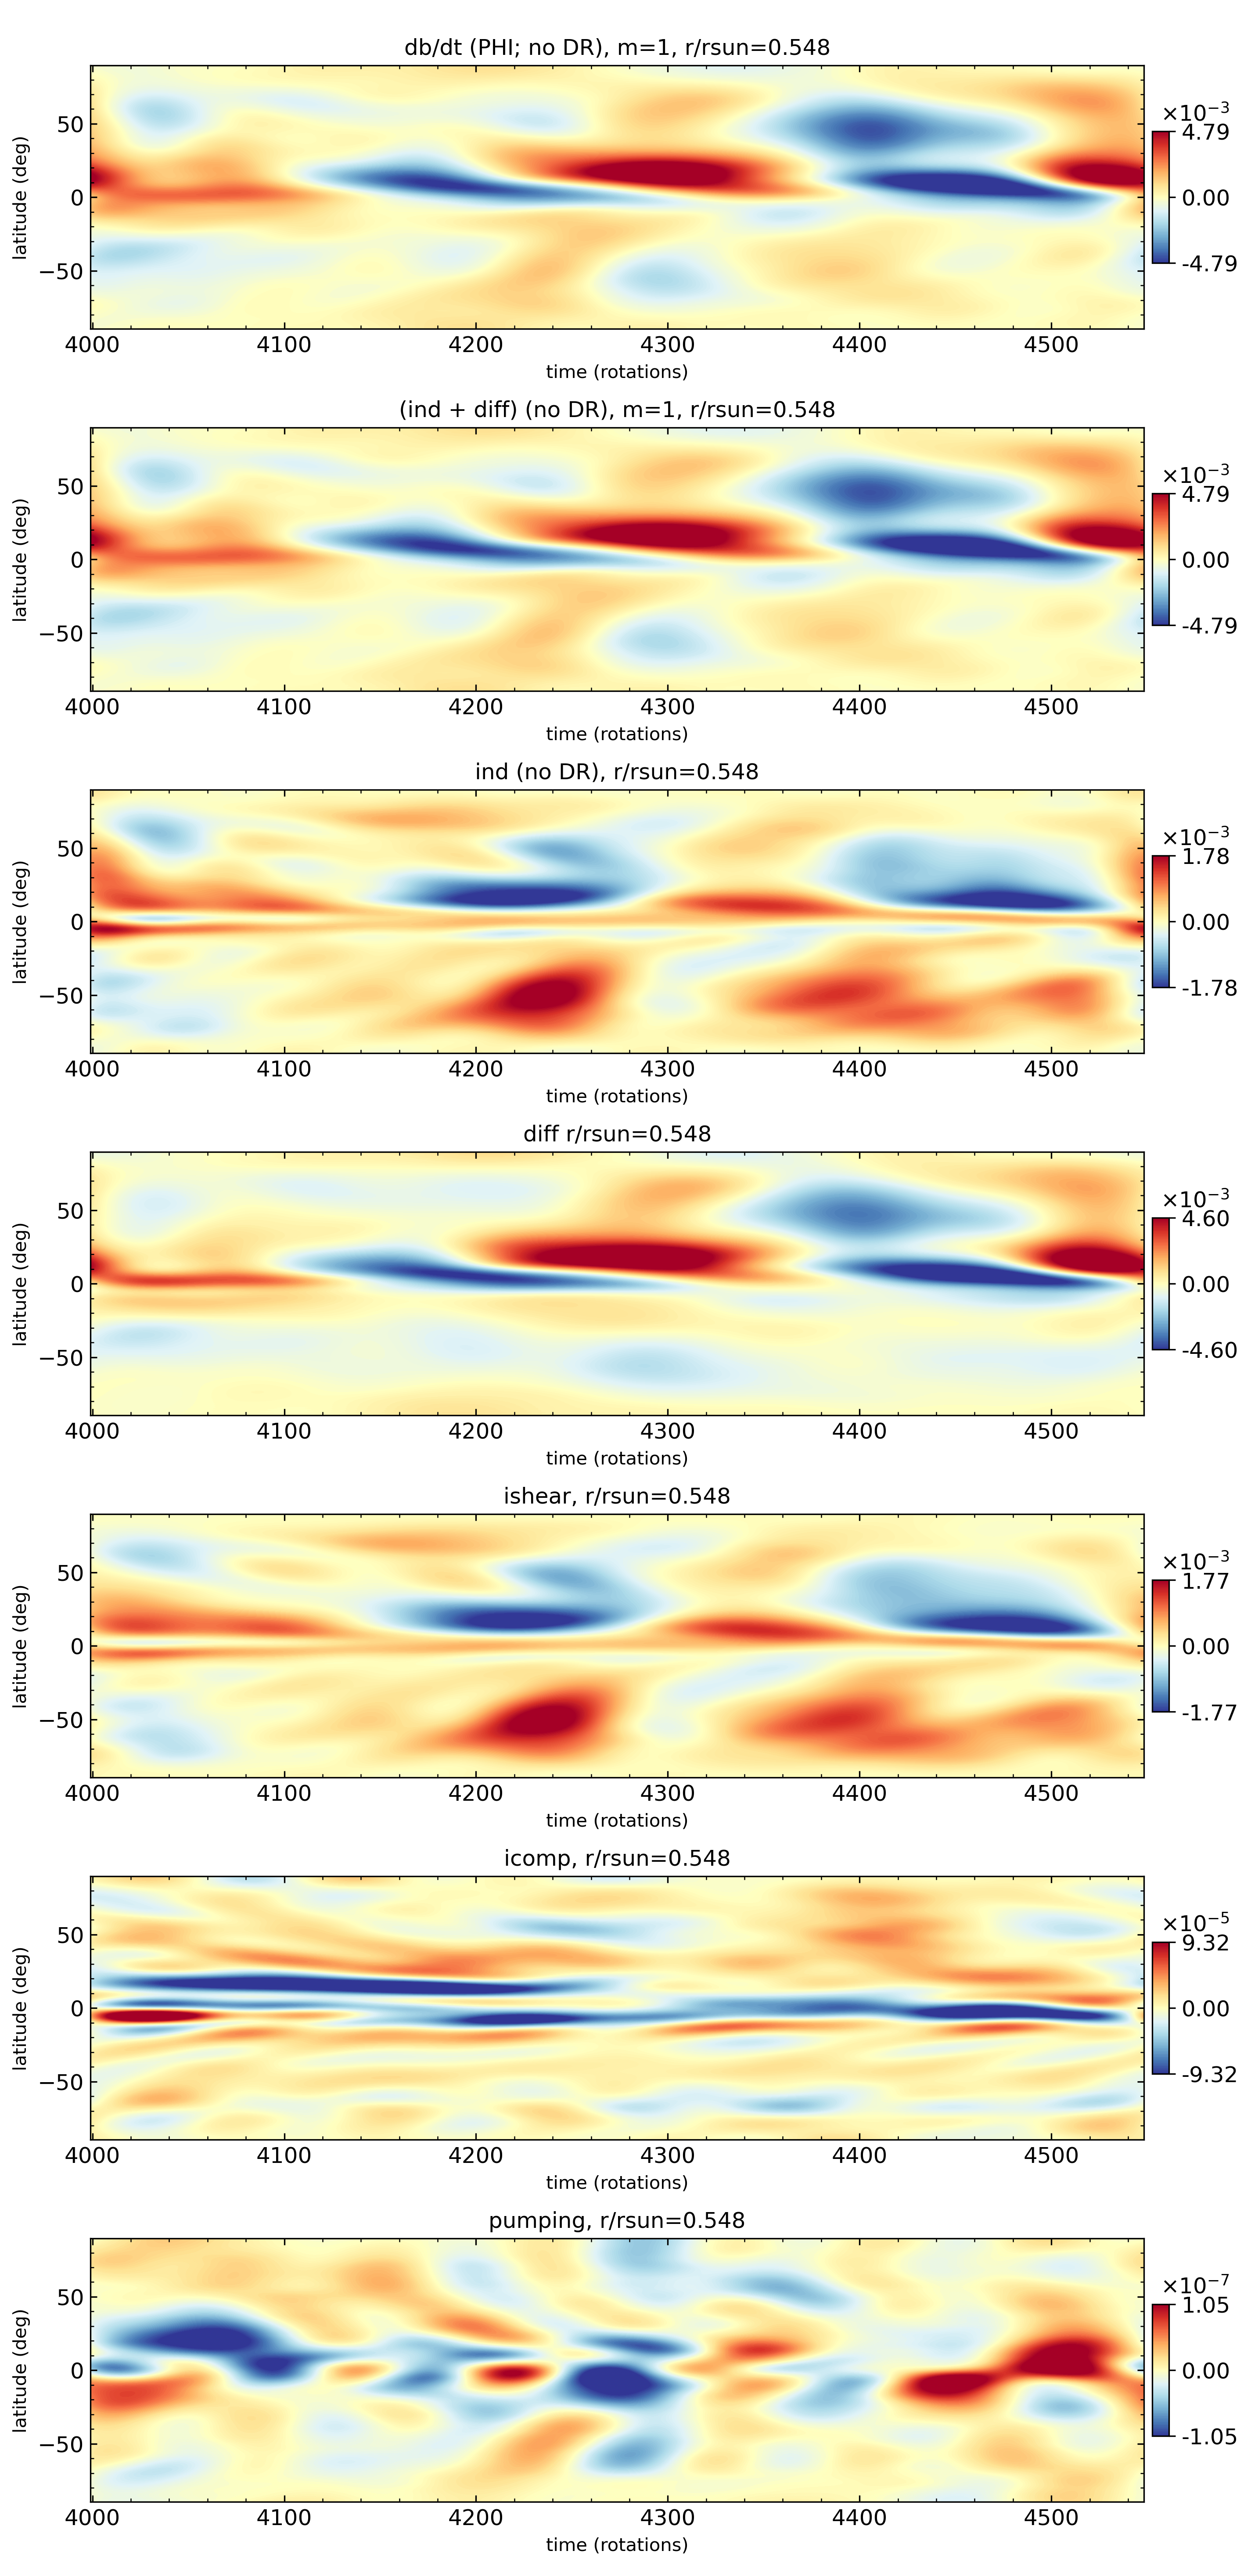 db/dt (PHI; no DR), m=1, r/rsun=0.548
×10⁻³
4.79
0.00
-4.79
latitude (deg)
50
0
−50
4000 4100 4200 4300 4400 4500
time (rotations)
(ind + diff) (no DR), m=1, r/rsun=0.548
×10⁻³
4.79
0.00
-4.79
latitude (deg)
50
0
−50
4000 4100 4200 4300 4400 4500
time (rotations)
ind (no DR), r/rsun=0.548
×10⁻³
1.78
0.00
-1.78
latitude (deg)
50
0
−50
4000 4100 4200 4300 4400 4500
time (rotations)
diff r/rsun=0.548
×10⁻³
4.60
0.00
-4.60
latitude (deg)
50
0
−50
4000 4100 4200 4300 4400 4500
time (rotations)
ishear, r/rsun=0.548
×10⁻³
1.77
0.00
-1.77
latitude (deg)
50
0
−50
4000 4100 4200 4300 4400 4500
time (rotations)
icomp, r/rsun=0.548
×10⁻⁵
9.32
0.00
-9.32
latitude (deg)
50
0
−50
4000 4100 4200 4300 4400 4500
time (rotations)
pumping, r/rsun=0.548
×10⁻⁷
1.05
0.00
-1.05
latitude (deg)
50
0
−50
4000 4100 4200 4300 4400 4500
time (rotations)